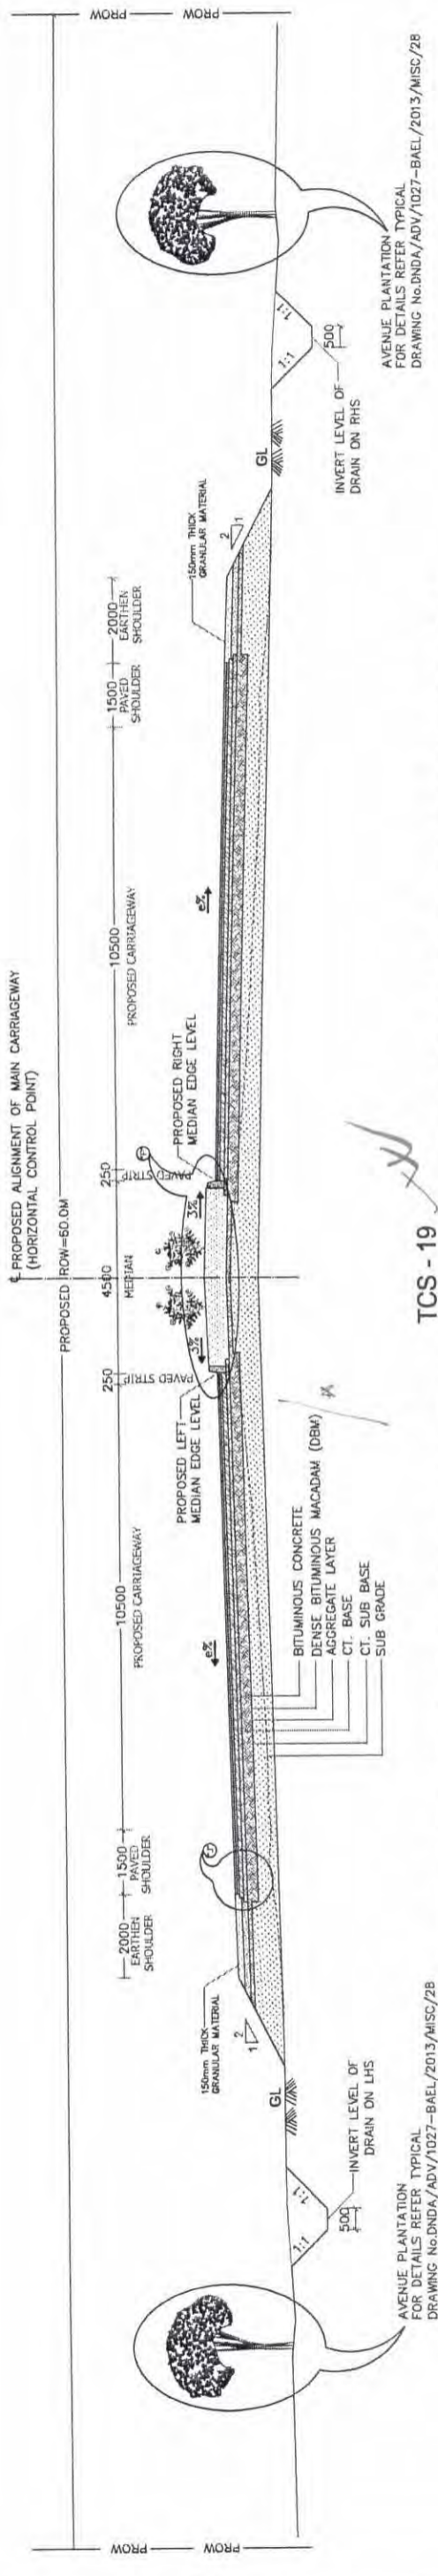 ℄ PROPOSED ALIGNMENT OF MAIN CARRIAGEWAY
(HORIZONTAL CONTROL POINT)
PROPOSED ROW=60.0M
PROW
PROW
PROW
PROW
2000
EARTHEN
SHOULDER
1500
PAVED
SHOULDER
10500
PROPOSED CARRIAGEWAY
250
PAVED STRIP
4500
MEDIAN
250
PAVED STRIP
10500
PROPOSED CARRIAGEWAY
1500
PAVED
SHOULDER
2000
EARTHEN
SHOULDER
150mm THICK
GRANULAR MATERIAL
2
1
e%
PROPOSED LEFT
MEDIAN EDGE LEVEL
3%
3%
PROPOSED RIGHT
MEDIAN EDGE LEVEL
e%
150mm THICK
GRANULAR MATERIAL
2
1
GL
GL
1:1
1:1
500
INVERT LEVEL OF
DRAIN ON LHS
1:1
1:1
500
INVERT LEVEL OF
DRAIN ON RHS
BITUMINOUS CONCRETE
DENSE BITUMINOUS MACADAM (DBM)
AGGREGATE LAYER
CT. BASE
CT. SUB BASE
SUB GRADE
AVENUE PLANTATION
FOR DETAILS REFER TYPICAL
DRAWING No.DNDA/ADV/1027-BAEL/2013/MISC/28
AVENUE PLANTATION
FOR DETAILS REFER TYPICAL
DRAWING No.DNDA/ADV/1027-BAEL/2013/MISC/28
TCS - 19